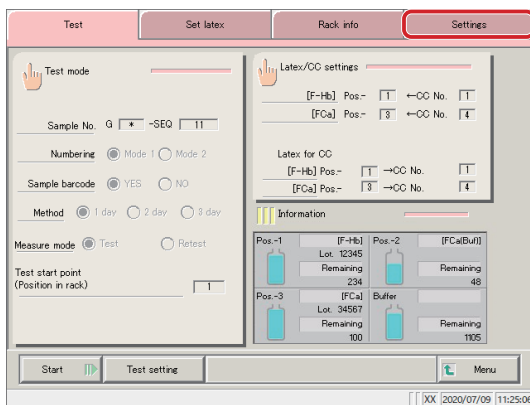 Test
Set latex
Rack info
Settings
Test mode
Sample No. G * -SEQ 11
Numbering Mode 1 Mode 2
Sample barcode YES NO
Method 1 day 2 day 3 day
Measure mode Test Retest
Test start point
(Position in rack) 1
Latex/CC settings
[F-Hb] Pos.- 1 ←CC No. 1
[FCa] Pos.- 3 ←CC No. 4
Latex for CC
[F-Hb] Pos.- 1 →CC No. 1
[FCa] Pos.- 3 →CC No. 4
Information
Pos.-1 [F-Hb]
Lot. 12345
Remaining
234
Pos.-2 [FCa(Buf)]
Remaining
48
Pos.-3 [FCa]
Lot. 34567
Remaining
100
Buffer
Remaining
1105
Start
Test setting
Menu
XX 2020/07/09 11:25:06